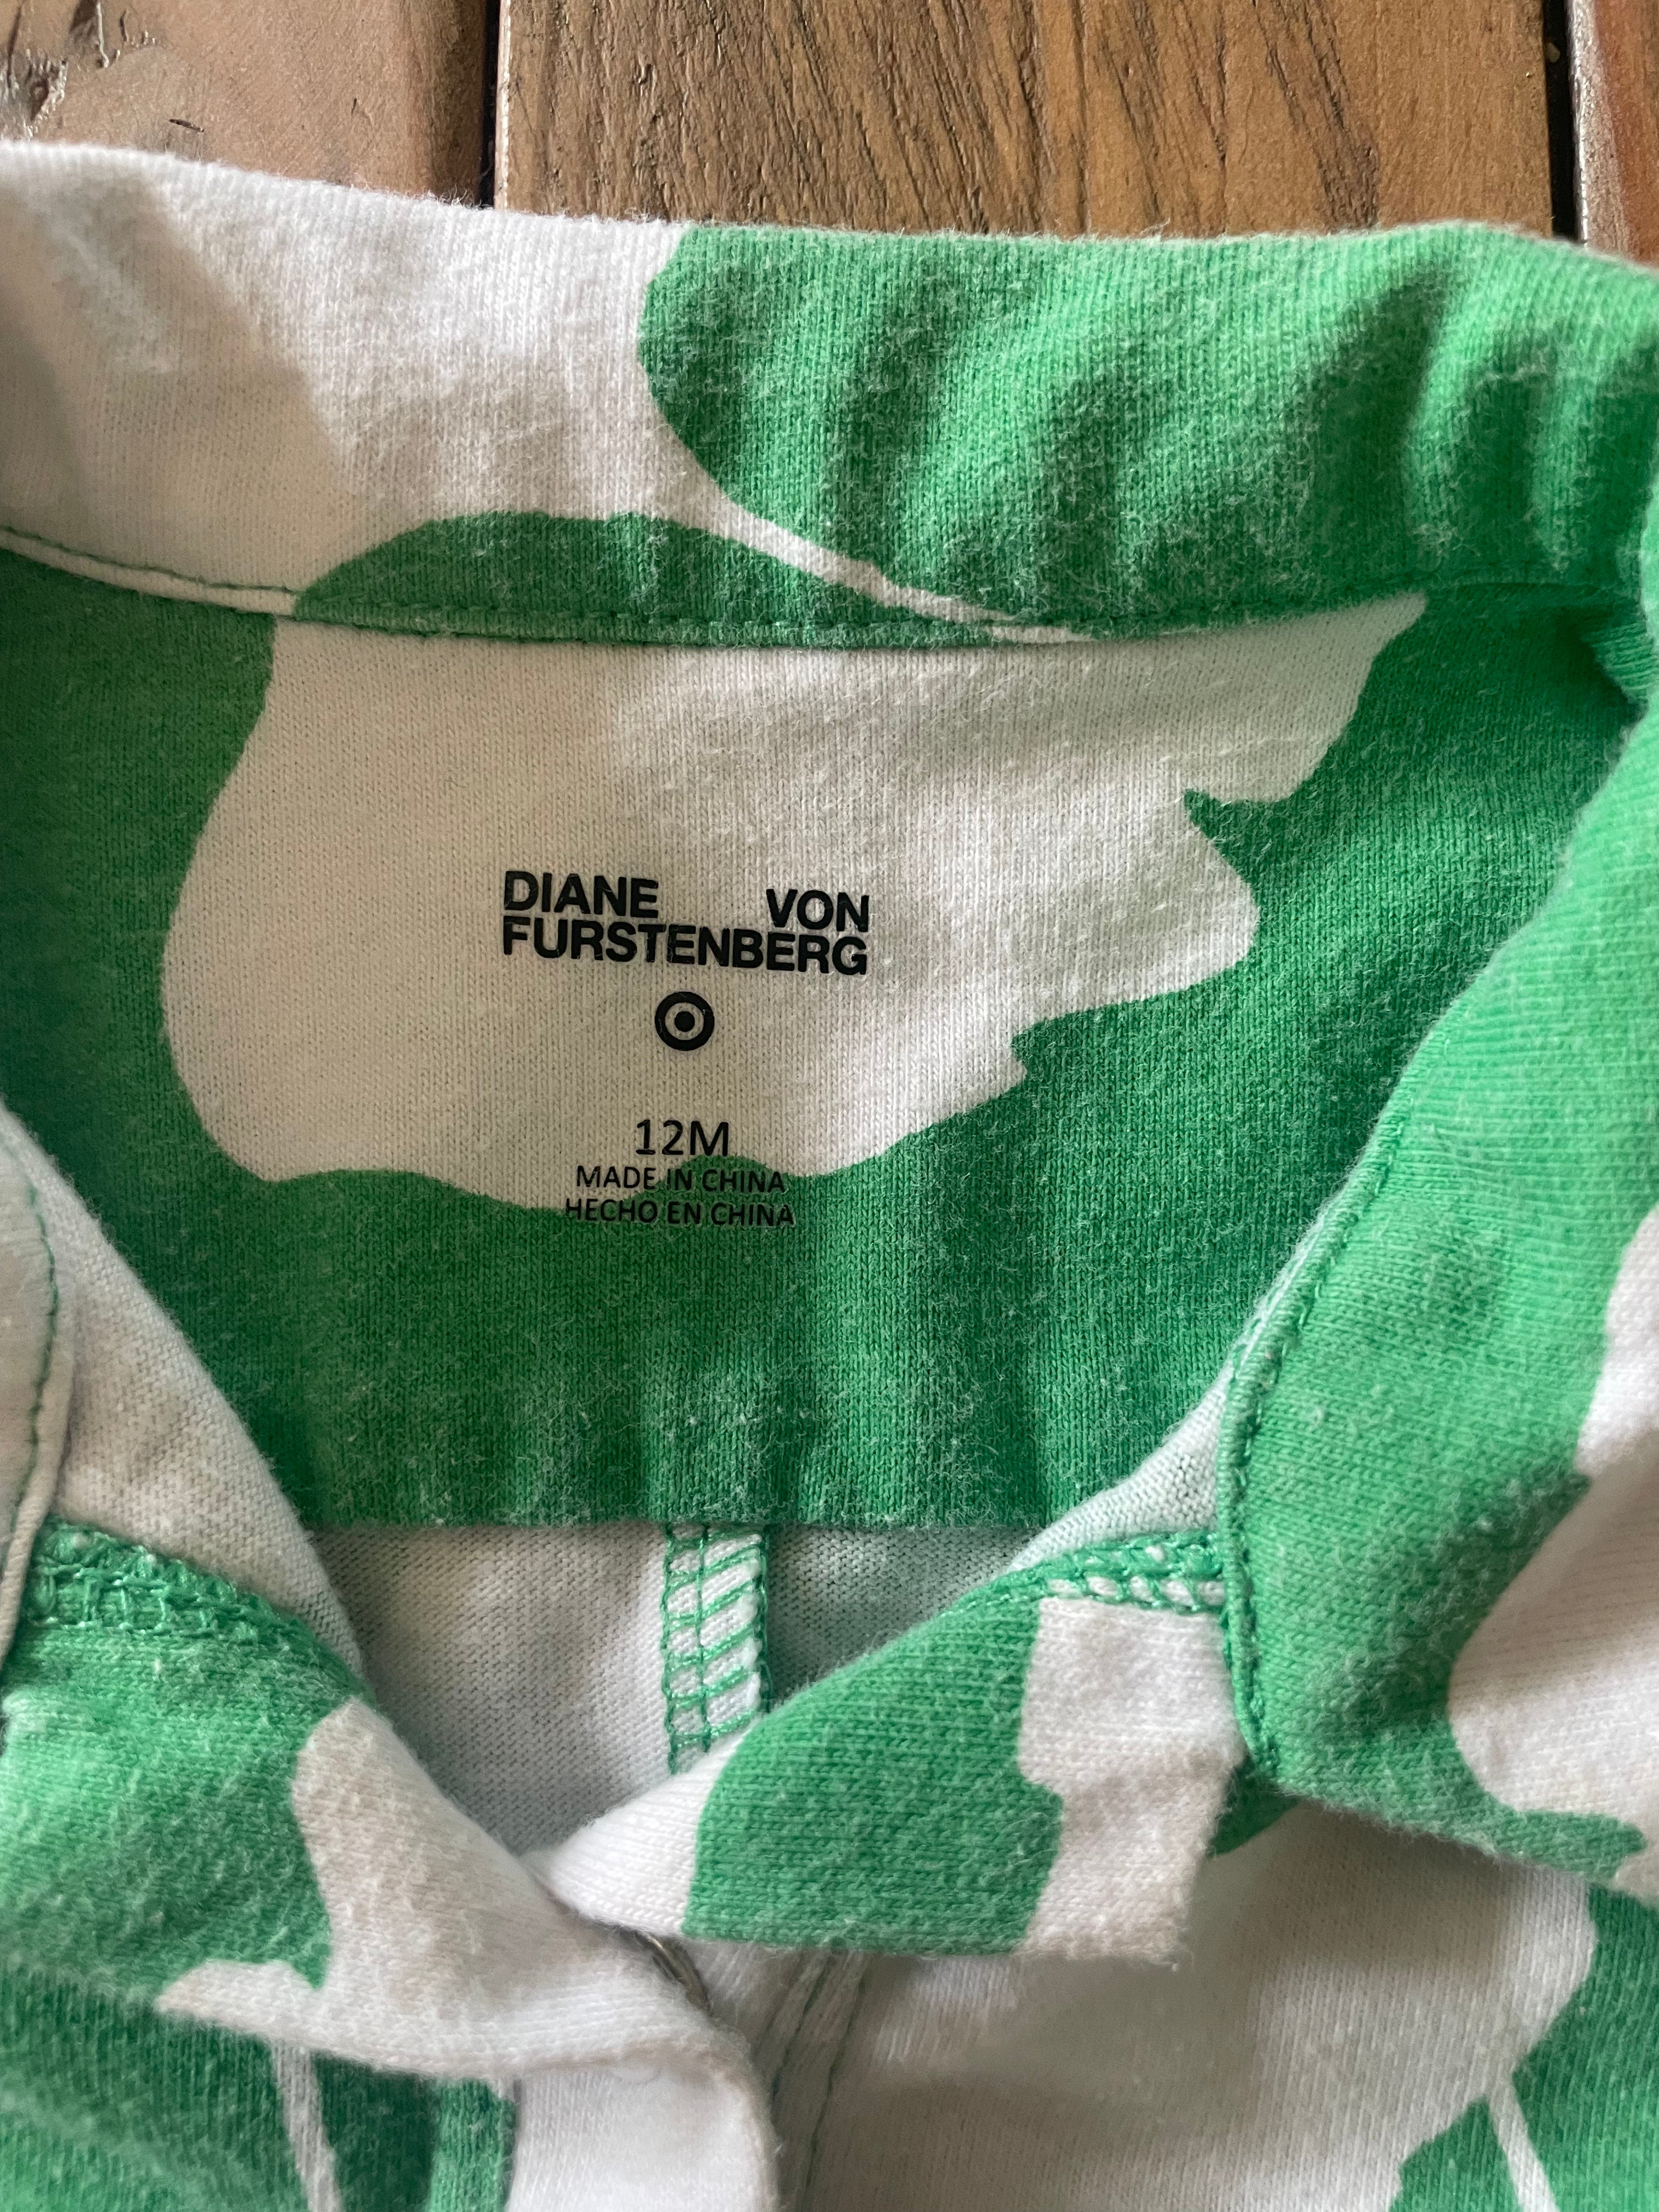 DIANE VON
FURSTENBERG
12M
MADE IN CHINA
HECHO EN CHINA